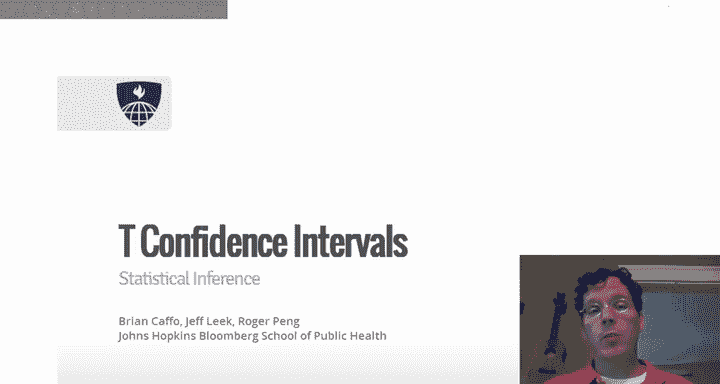 T Confidence Intervals
Statistical Inference
Brian Caffo, Jeff Leek, Roger Peng
Johns Hopkins Bloomberg School of Public Health